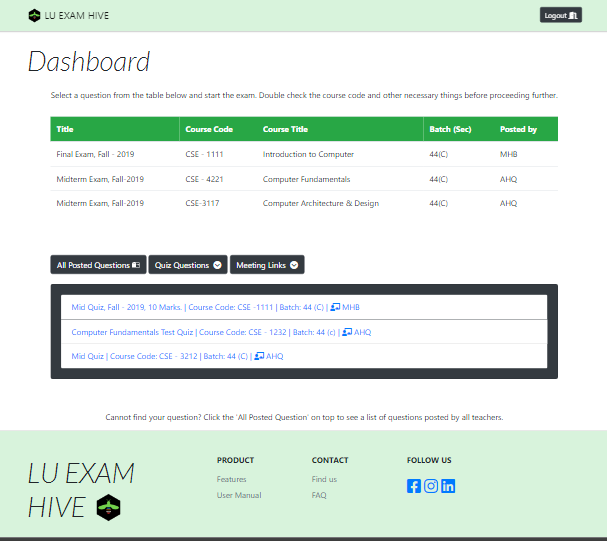 LU EXAM HIVE
Logout
Dashboard
Select a question from the table below and start the exam. Double check the course code and other necessary things before proceeding further.
Title Course Code Course Title Batch (Sec) Posted by
Final Exam, Fall - 2019 CSE - 1111 Introduction to Computer 44(C) MHB
Midterm Exam, Fall-2019 CSE - 4221 Computer Fundamentals 44(C) AHQ
Midterm Exam, Fall-2019 CSE-3117 Computer Architecture & Design 44(C) AHQ
All Posted Questions Quiz Questions Meeting Links
Mid Quiz, Fall - 2019, 10 Marks. | Course Code: CSE -1111 | Batch: 44 (C) | MHB
Computer Fundamentals Test Quiz | Course Code: CSE - 1232 | Batch: 44 (c) | AHQ
Mid Quiz | Course Code: CSE - 3212 | Batch: 44 (C) | AHQ
Cannot find your question? Click the 'All Posted Question' on top to see a list of questions posted by all teachers.
LU EXAM
HIVE
PRODUCT
Features
User Manual
CONTACT
Find us
FAQ
FOLLOW US